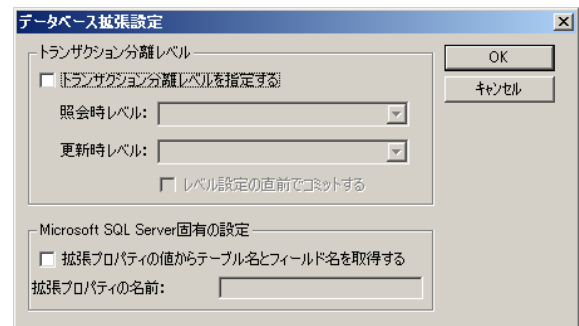 データベース拡張設定
トランザクション分離レベル
OK
トランザクション分離レベルを指定する
キャンセル
照会時レベル:
更新時レベル:
レベル設定の直前でコミットする
Microsoft SQL Server固有の設定
拡張プロパティの値からテーブル名とフィールド名を取得する
拡張プロパティの名前: